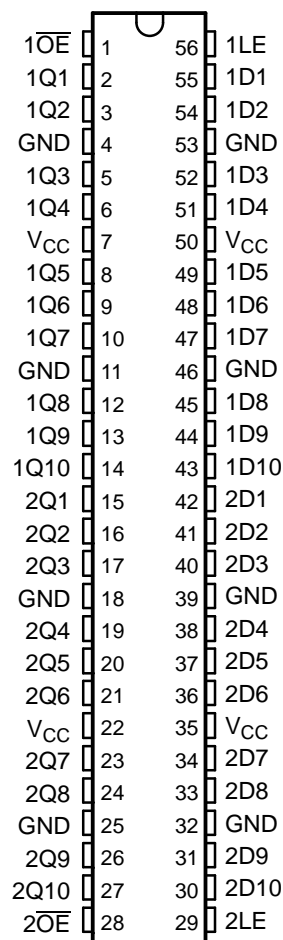 1O̅E̅ 1 56 1LE
1Q1 2 55 1D1
1Q2 3 54 1D2
GND 4 53 GND
1Q3 5 52 1D3
1Q4 6 51 1D4
VCC 7 50 VCC
1Q5 8 49 1D5
1Q6 9 48 1D6
1Q7 10 47 1D7
GND 11 46 GND
1Q8 12 45 1D8
1Q9 13 44 1D9
1Q10 14 43 1D10
2Q1 15 42 2D1
2Q2 16 41 2D2
2Q3 17 40 2D3
GND 18 39 GND
2Q4 19 38 2D4
2Q5 20 37 2D5
2Q6 21 36 2D6
VCC 22 35 VCC
2Q7 23 34 2D7
2Q8 24 33 2D8
GND 25 32 GND
2Q9 26 31 2D9
2Q10 27 30 2D10
2O̅E̅ 28 29 2LE